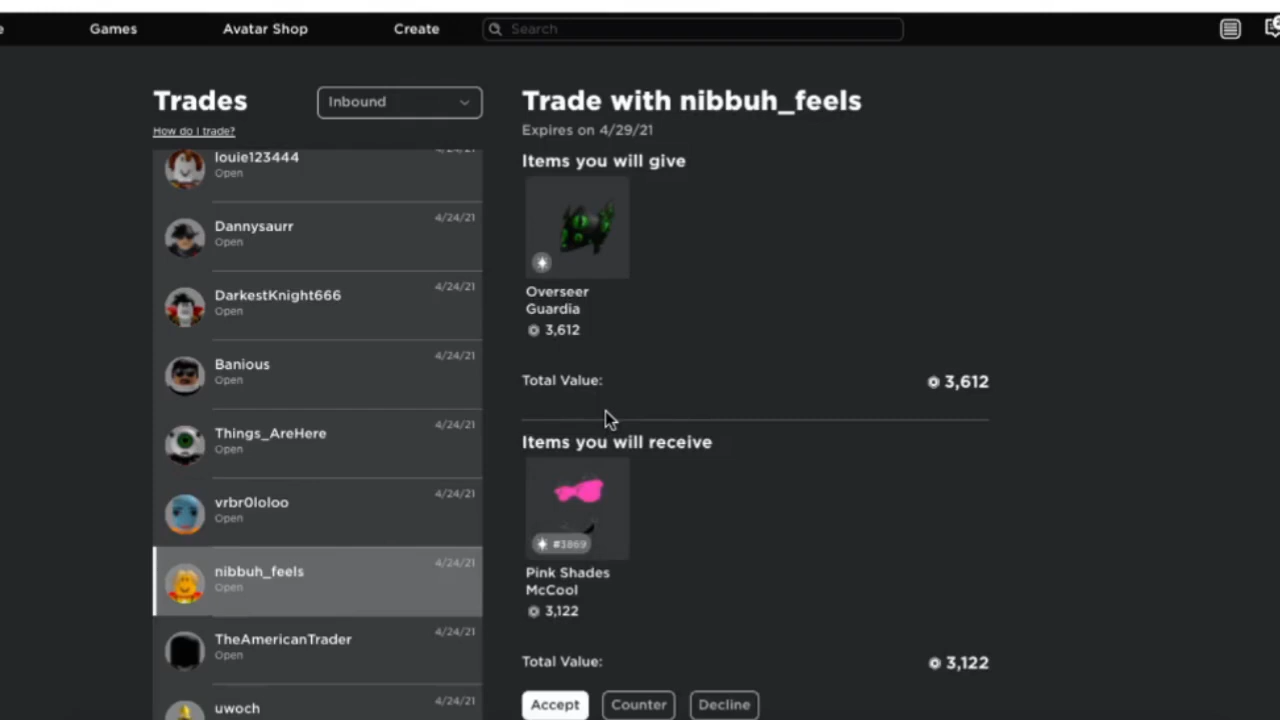 e Games Avatar Shop Create Search
Trades Inbound
How do I trade?
louie123444
Open
Dannysaurr 4/24/21
Open
DarkestKnight666 4/24/21
Open
Banious 4/24/21
Open
Things_AreHere 4/24/21
Open
vrbr0loloo 4/24/21
Open
nibbuh_feels 4/24/21
Open
TheAmericanTrader 4/24/21
Open
uwoch 4/24/21
Trade with nibbuh_feels
Expires on 4/29/21
Items you will give
Overseer
Guardia
3,612
Total Value: 3,612
Items you will receive
#3869
Pink Shades
McCool
3,122
Total Value: 3,122
Accept Counter Decline